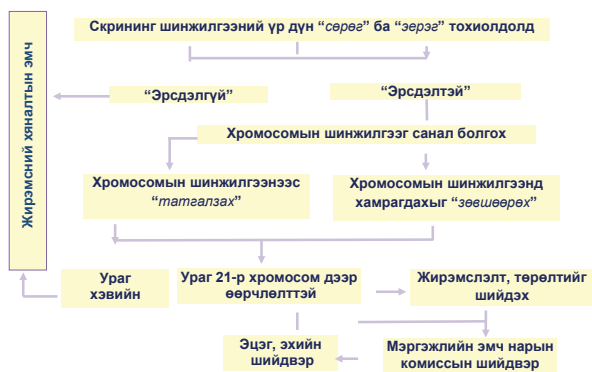 Скрининг шинжилгээний үр дүн “сөрөг” ба “эерэг” тохиолдолд
Жирэмсний хяналтын эмч
“Эрсдэлгүй”
“Эрсдэлтэй”
Хромосомын шинжилгээг санал болгох
Хромосомын шинжилгээнээс
“татгалзах”
Хромосомын шинжилгээнд
хамрагдахыг “зөвшөөрөх”
Ураг
хэвийн
Ураг 21-р хромосом дээр
өөрчлөлттэй
Жирэмслэлт, төрөлтийг
шийдэх
Эцэг, эхийн
шийдвэр
Мэргэжлийн эмч нарын
комиссын шийдвэр